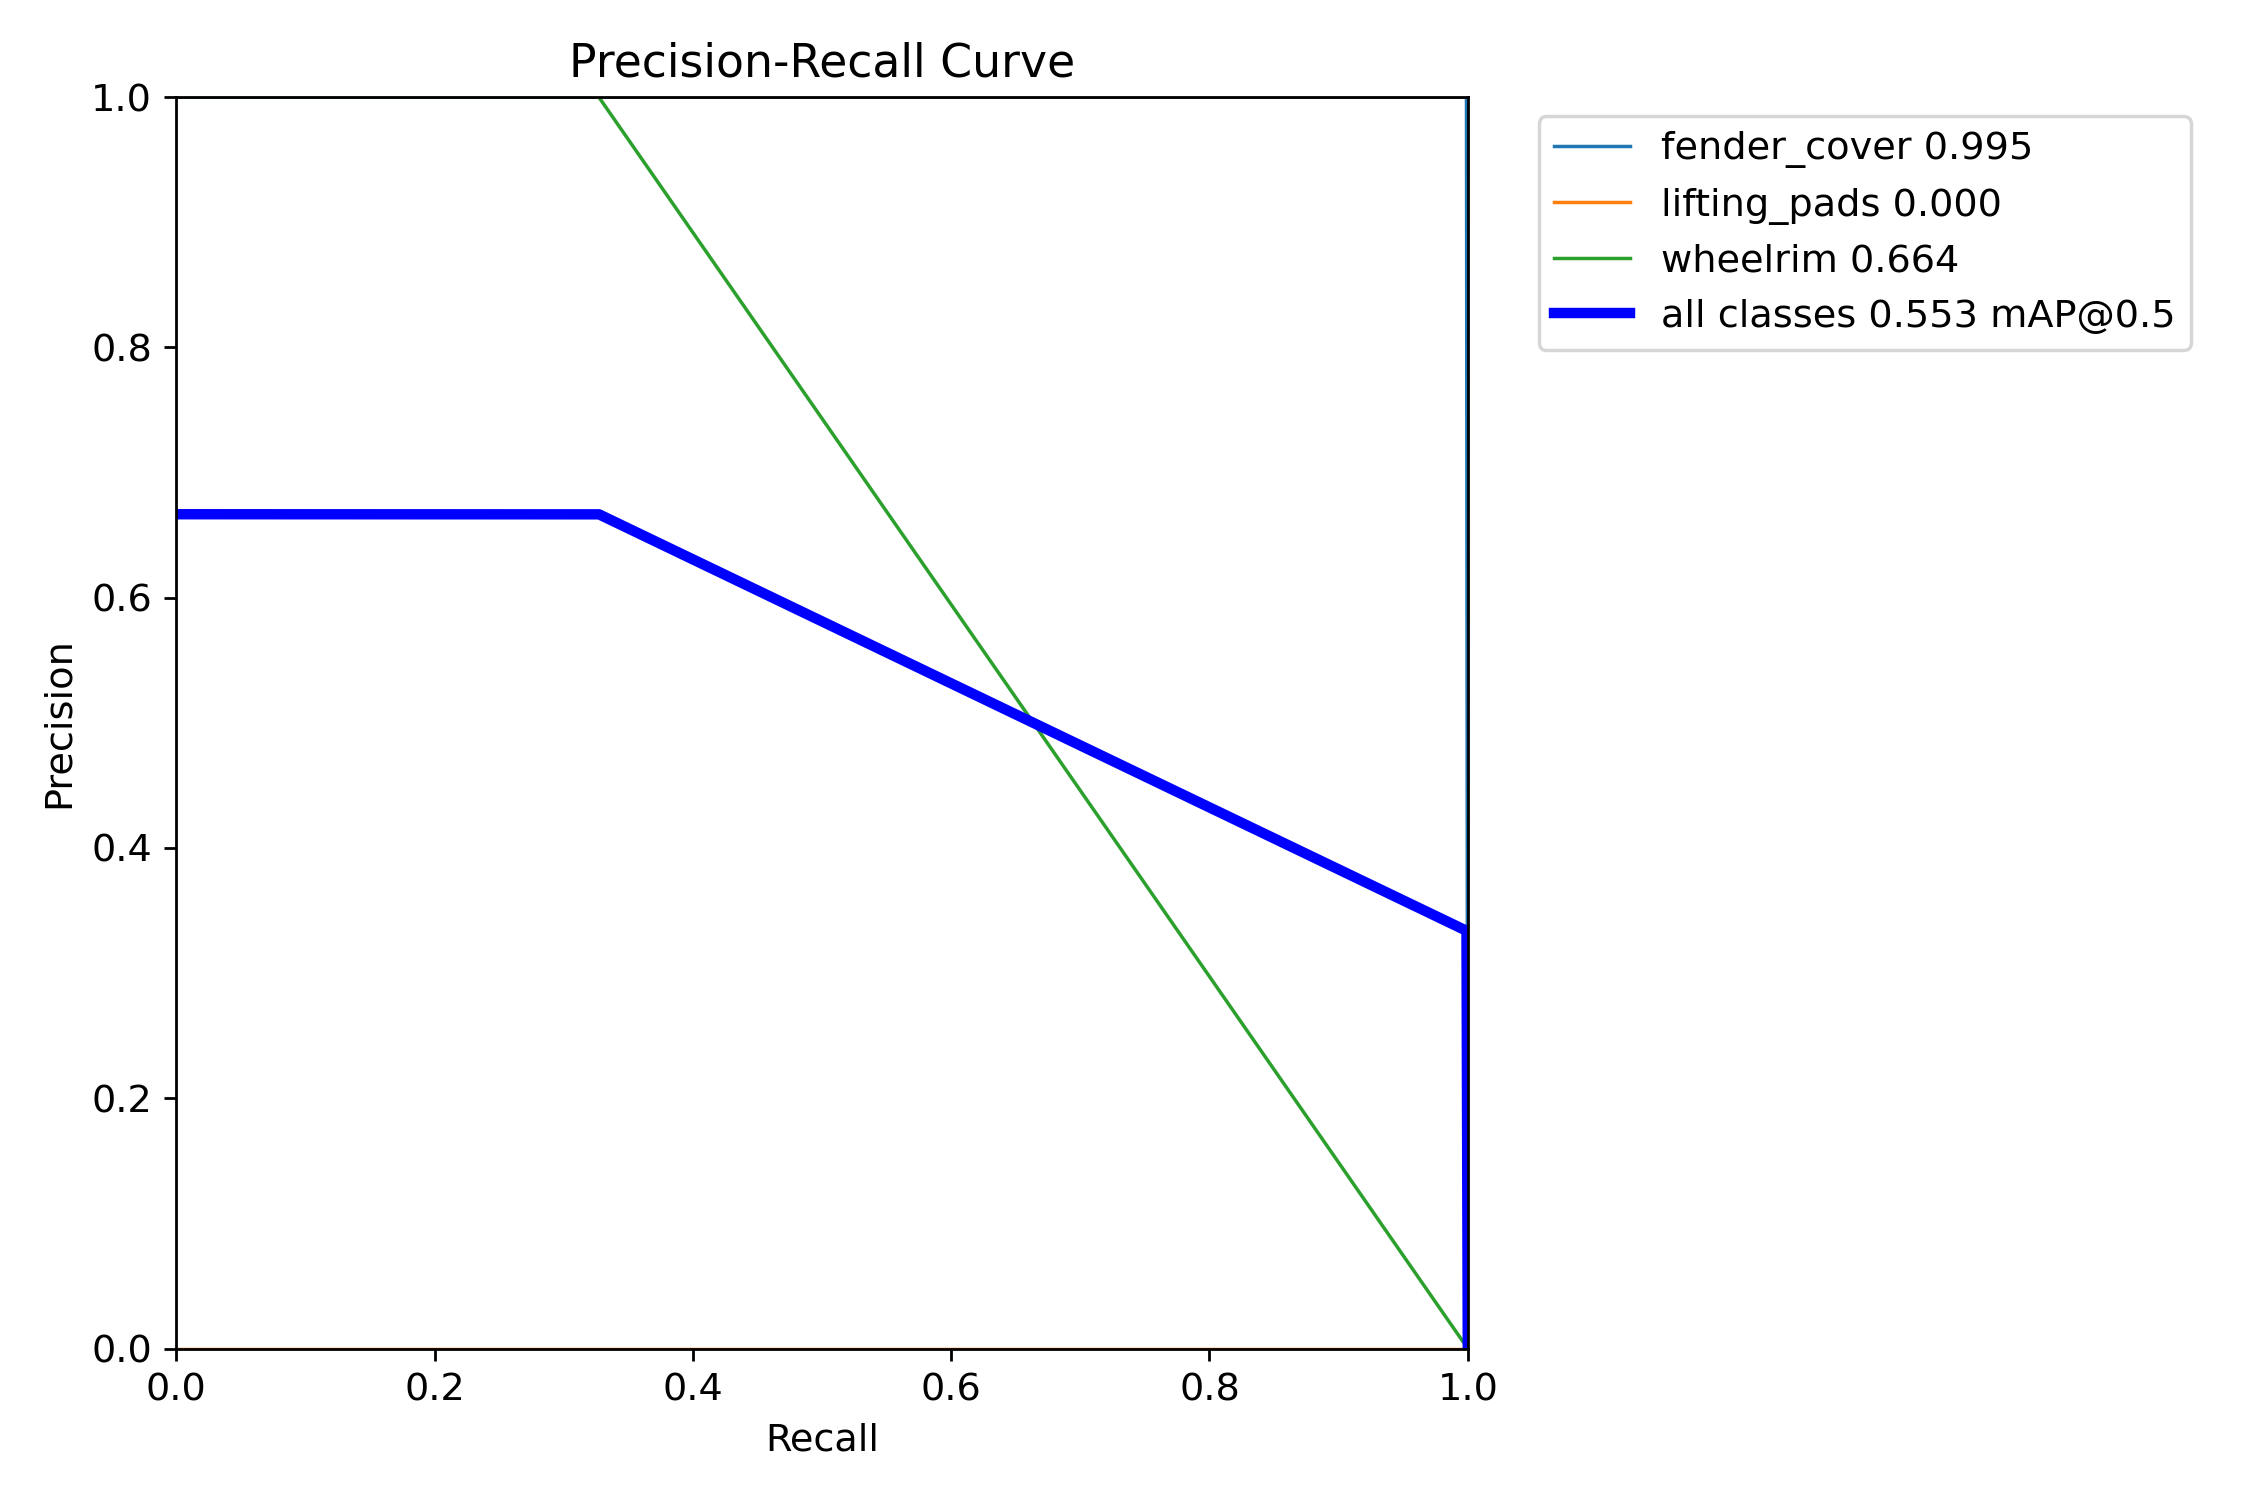 Precision-Recall Curve
1.0
0.8
0.6
0.4
0.2
0.0
Precision
0.0 0.2 0.4 0.6 0.8 1.0
Recall
fender_cover 0.995
lifting_pads 0.000
wheelrim 0.664
all classes 0.553 mAP@0.5